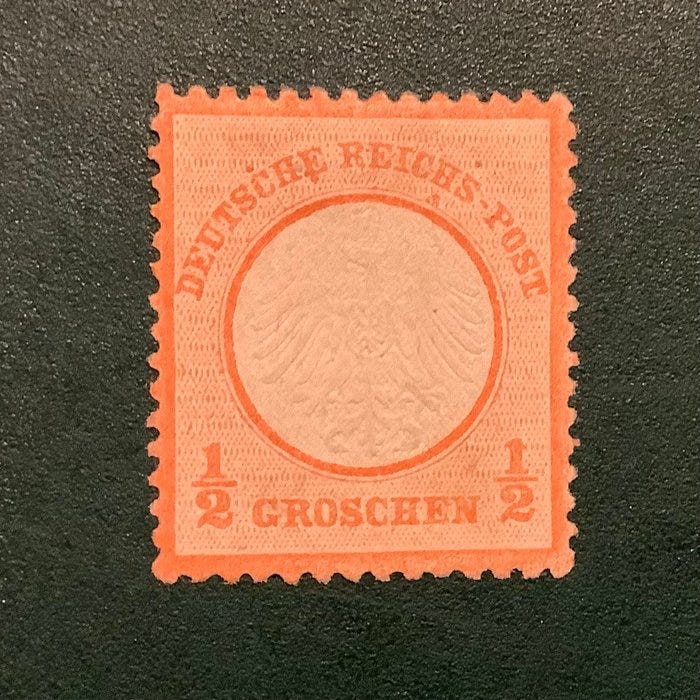 DEUTSCHE REICHS-POST
1/2 GROSCHEN 1/2